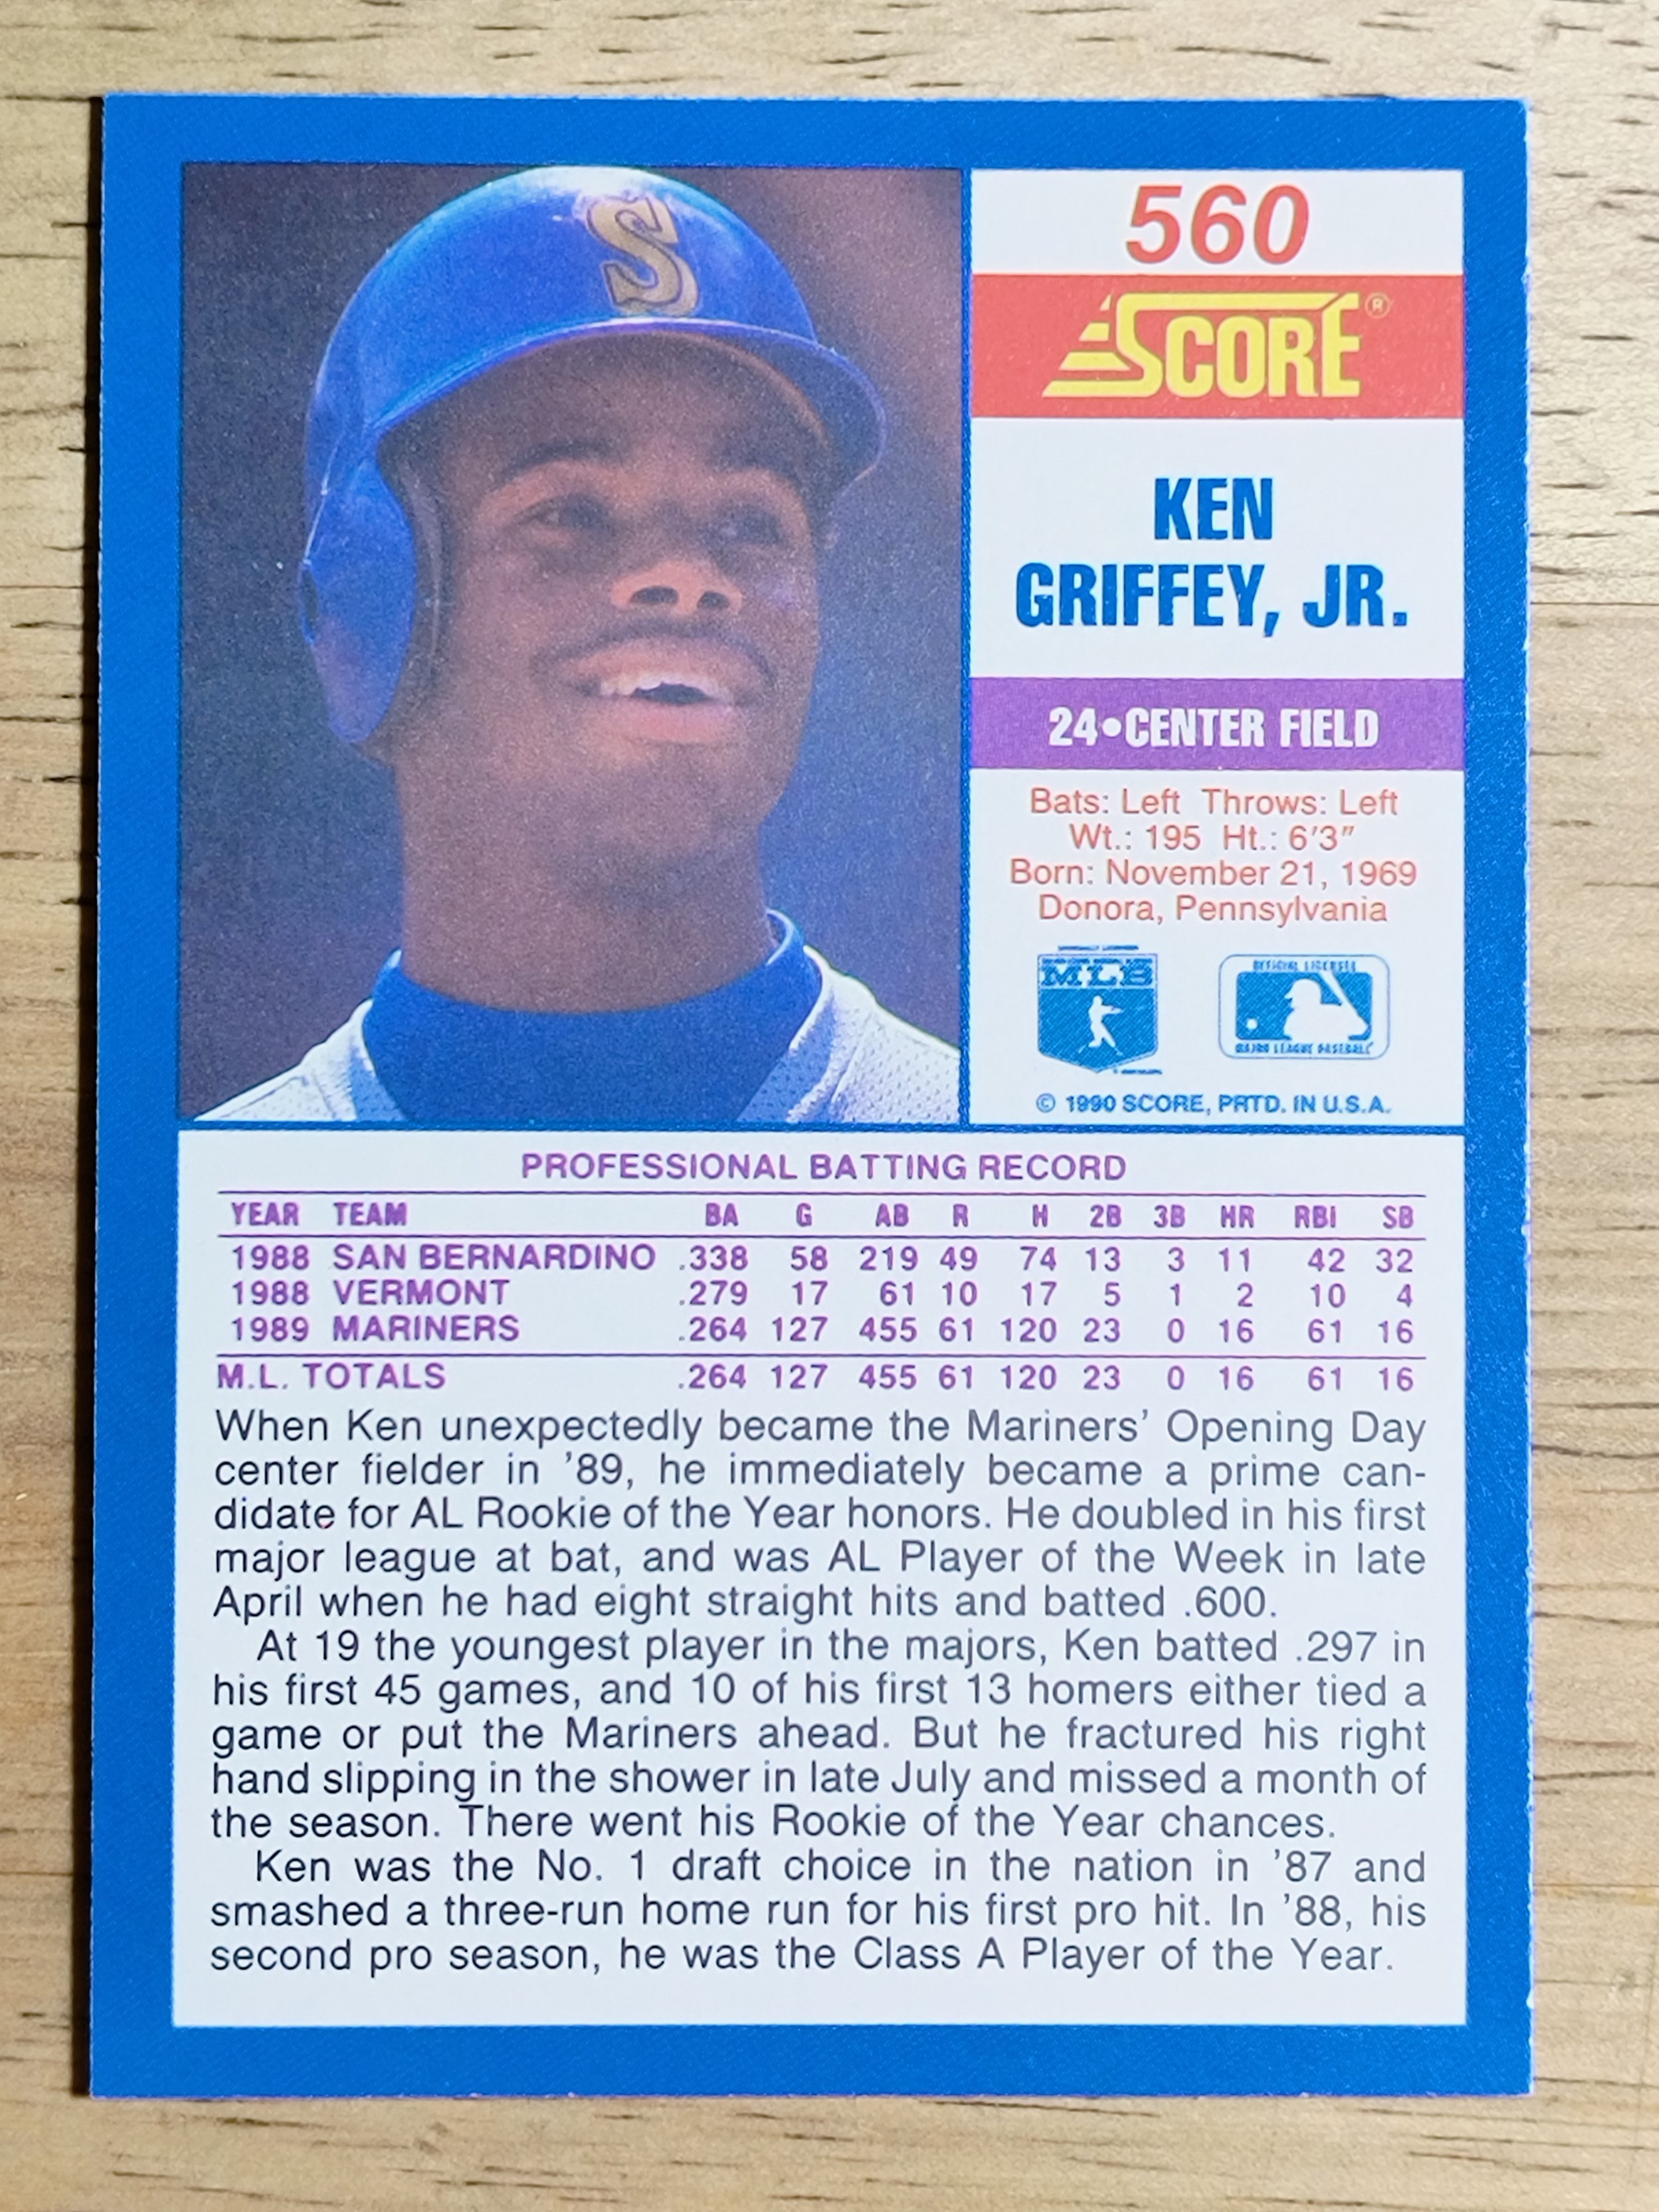 S
560
SCORE®
KEN
GRIFFEY, JR.
24•CENTER FIELD
Bats: Left Throws: Left
Wt.: 195 Ht.: 6'3"
Born: November 21, 1969
Donora, Pennsylvania
MLB
OFFICIAL LICENSEE
MAJOR LEAGUE BASEBALL
© 1990 SCORE, PRTD. IN U.S.A.
PROFESSIONAL BATTING RECORD
YEAR TEAM BA G AB R H 2B 3B HR RBI SB
1988 SAN BERNARDINO .338 58 219 49 74 13 3 11 42 32
1988 VERMONT .279 17 61 10 17 5 1 2 10 4
1989 MARINERS .264 127 455 61 120 23 0 16 61 16
M.L. TOTALS .264 127 455 61 120 23 0 16 61 16
When Ken unexpectedly became the Mariners' Opening Day
center fielder in '89, he immediately became a prime can-
didate for AL Rookie of the Year honors. He doubled in his first
major league at bat, and was AL Player of the Week in late
April when he had eight straight hits and batted .600.
At 19 the youngest player in the majors, Ken batted .297 in
his first 45 games, and 10 of his first 13 homers either tied a
game or put the Mariners ahead. But he fractured his right
hand slipping in the shower in late July and missed a month of
the season. There went his Rookie of the Year chances.
Ken was the No. 1 draft choice in the nation in '87 and
smashed a three-run home run for his first pro hit. In '88, his
second pro season, he was the Class A Player of the Year.